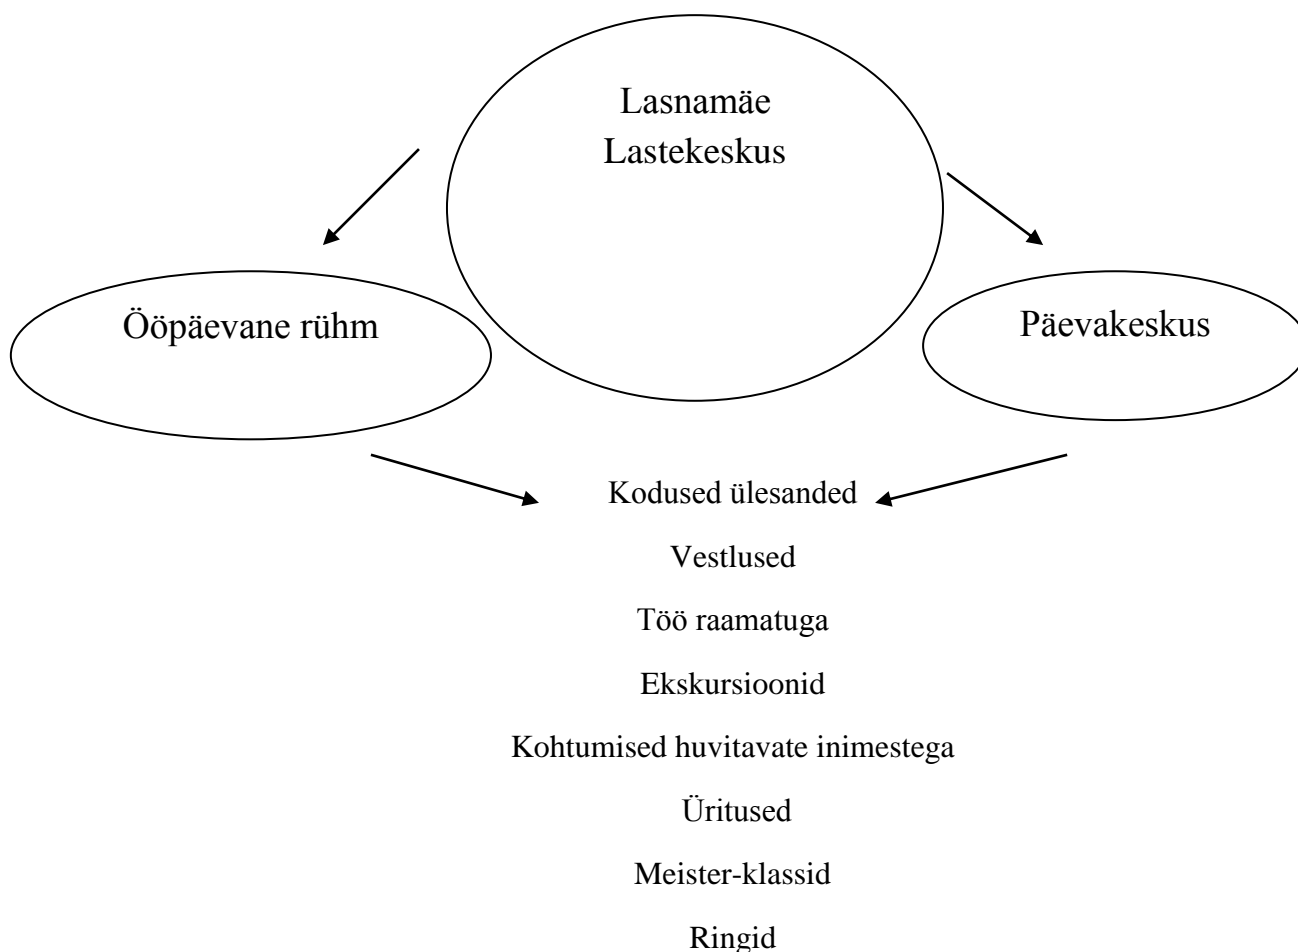 Lasnamäe
Lastekeskus
Ööpäevane rühm
Päevakeskus
Kodused ülesanded
Vestlused
Töö raamatuga
Ekskursioonid
Kohtumised huvitavate inimestega
Üritused
Meister-klassid
Ringid